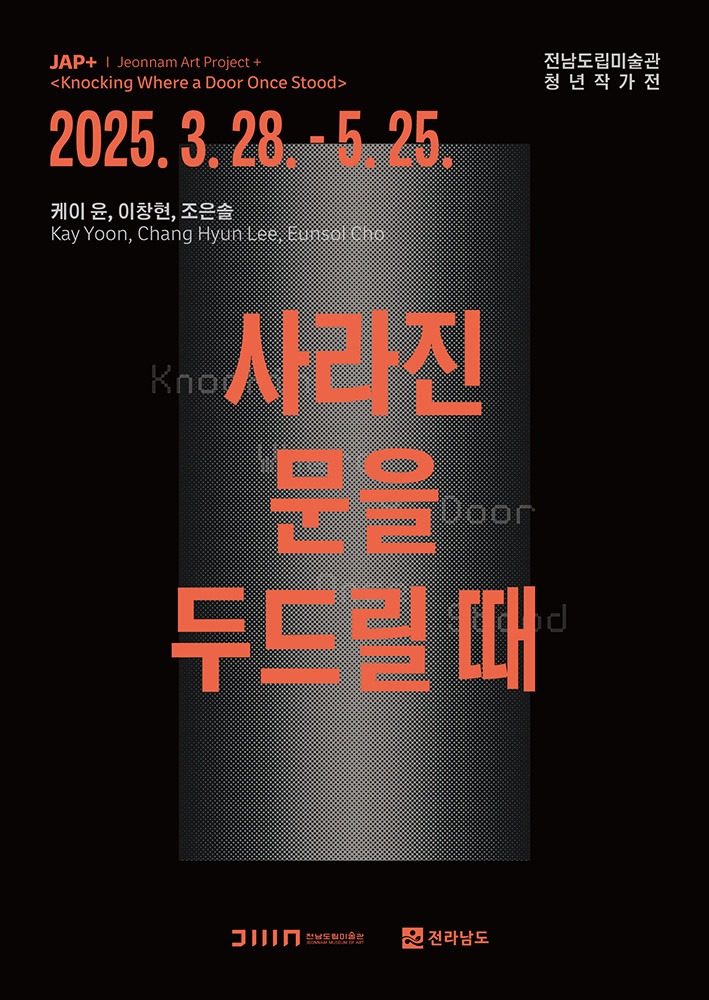 JAP+ | Jeonnam Art Project +
<Knocking Where a Door Once Stood>
전남도립미술관
청년작가전
2025. 3. 28. - 5. 25.
케이 윤, 이창현, 조은솔
Kay Yoon, Chang Hyun Lee, Eunsol Cho
사라진
문을
Door
두드릴 때
전남도립미술관
JEONNAM MUSEUM OF ART
전라남도